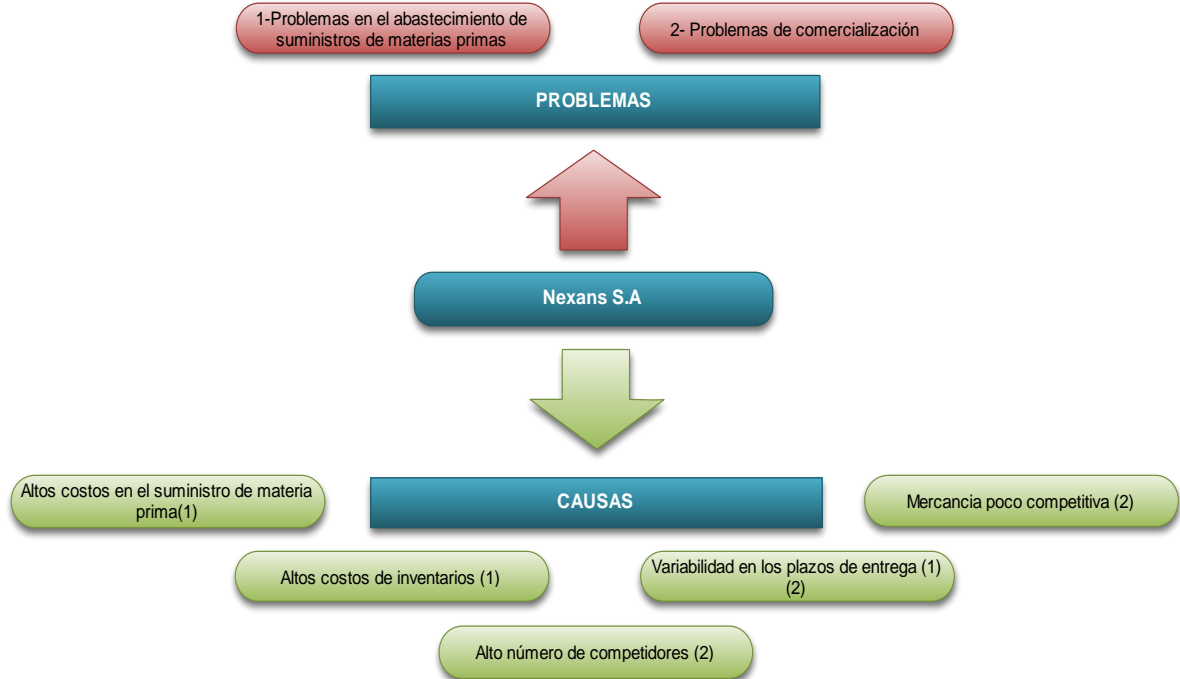 1-Problemas en el abastecimiento de
suministros de materias primas
2- Problemas de comercialización
PROBLEMAS
Nexans S.A
CAUSAS
Altos costos en el suministro de materia
prima(1)
Mercancia poco competitiva (2)
Altos costos de inventarios (1)
Variabilidad en los plazos de entrega (1)
(2)
Alto número de competidores (2)